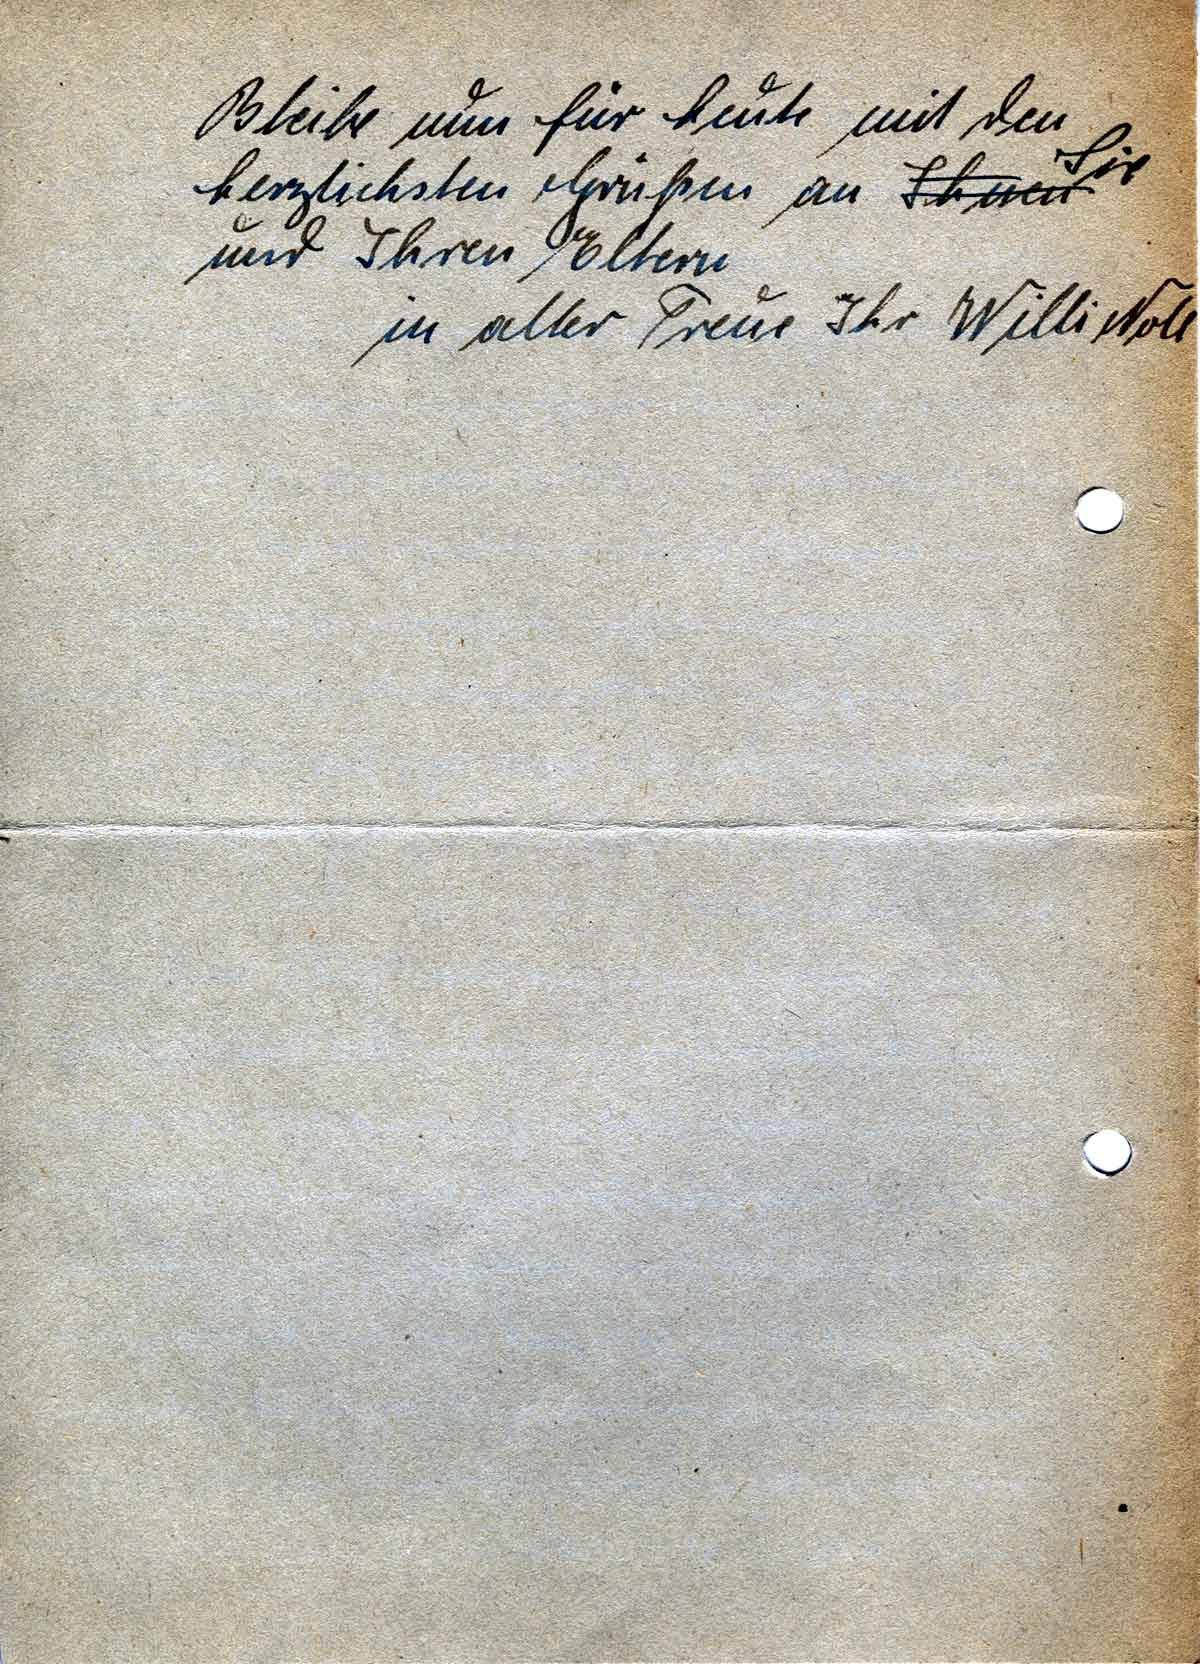 Bleibe nun für heute mit den
herzlichsten Grüßen an Ihnen Sie
und Ihren Eltern
in alter Treue Ihr Willi